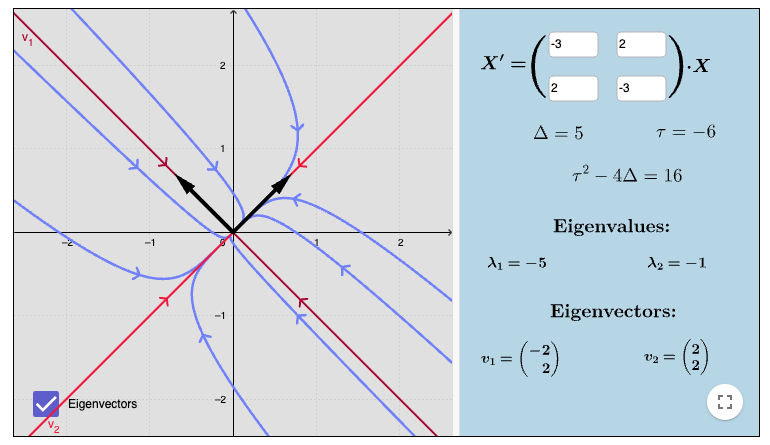 v₁
2
1
−2
−1
0
1
2
−1
−2
Eigenvectors
v₂
X′ = ( -3 2 ) ·X
2 -3
Δ = 5 τ = −6
τ² − 4Δ = 16
Eigenvalues:
λ₁ = −5 λ₂ = −1
Eigenvectors:
v₁ = (−2 2) v₂ = (2 2)